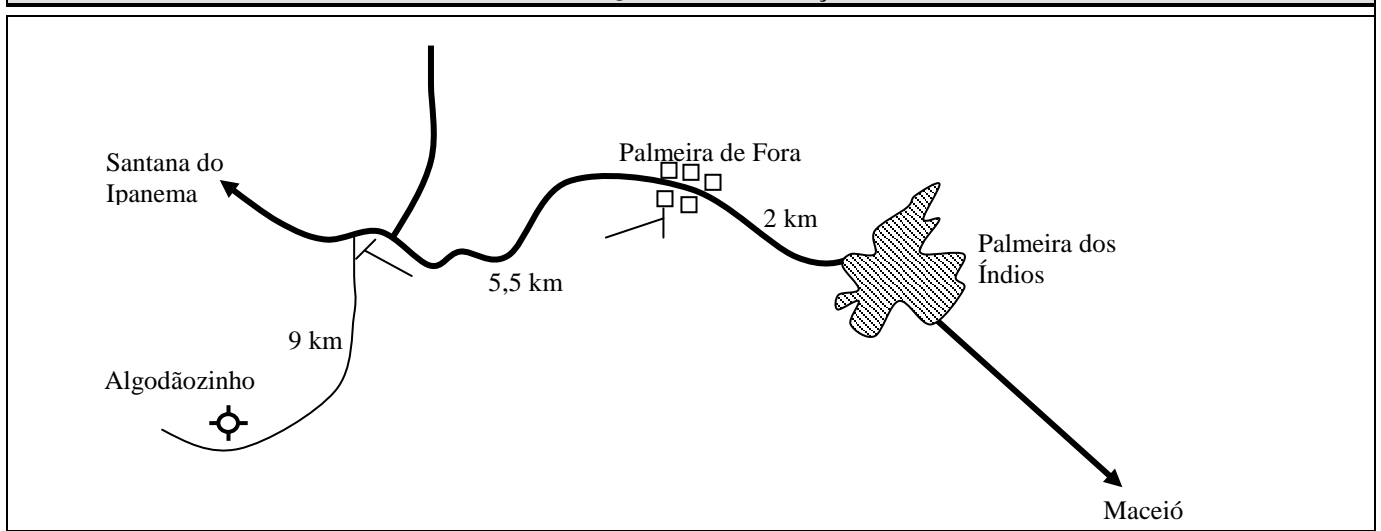 Palmeira de Fora
Santana do
Ipanema
2 km
Palmeira dos
Índios
5,5 km
9 km
Algodãozinho
Maceió